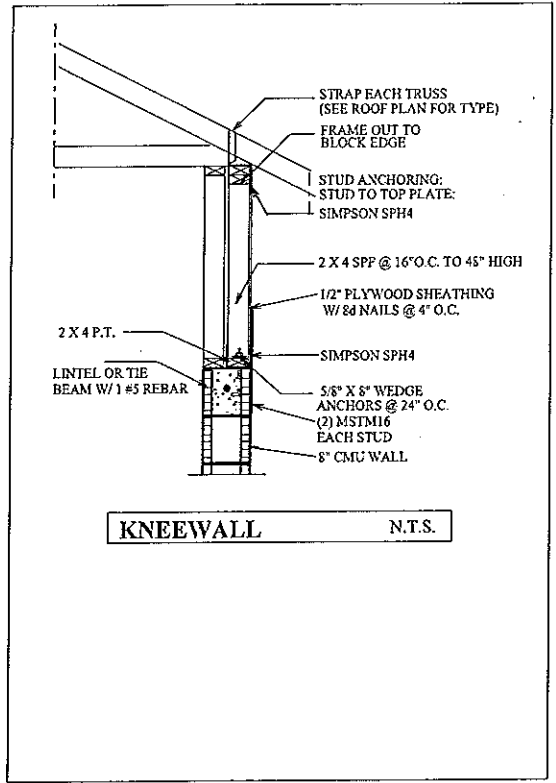 STRAP EACH TRUSS
(SEE ROOF PLAN FOR TYPE)
FRAME OUT TO
BLOCK EDGE
STUD ANCHORING:
STUD TO TOP PLATE:
SIMPSON SPH4
2 X 4 SPF @ 16" O.C. TO 48" HIGH
1/2" PLYWOOD SHEATHING
W/ 8d NAILS @ 4" O.C.
2 X 4 P.T.
SIMPSON SPH4
LINTEL OR TIE
BEAM W/ 1 #5 REBAR
5/8" X 8" WEDGE
ANCHORS @ 24" O.C.
(2) MSTM16
EACH STUD
8" CMU WALL
KNEEWALL N.T.S.